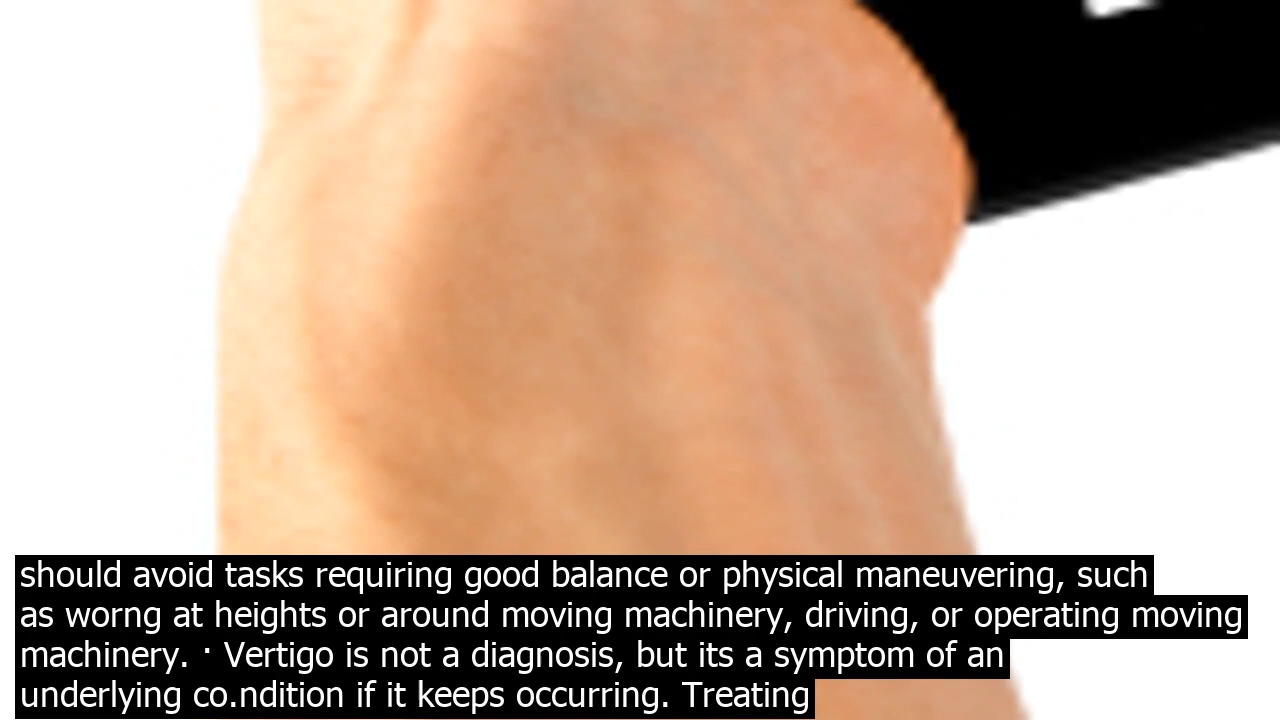 should avoid tasks requiring good balance or physical maneuvering, such
as worng at heights or around moving machinery, driving, or operating moving
machinery. · Vertigo is not a diagnosis, but its a symptom of an
underlying co.ndition if it keeps occurring. Treating